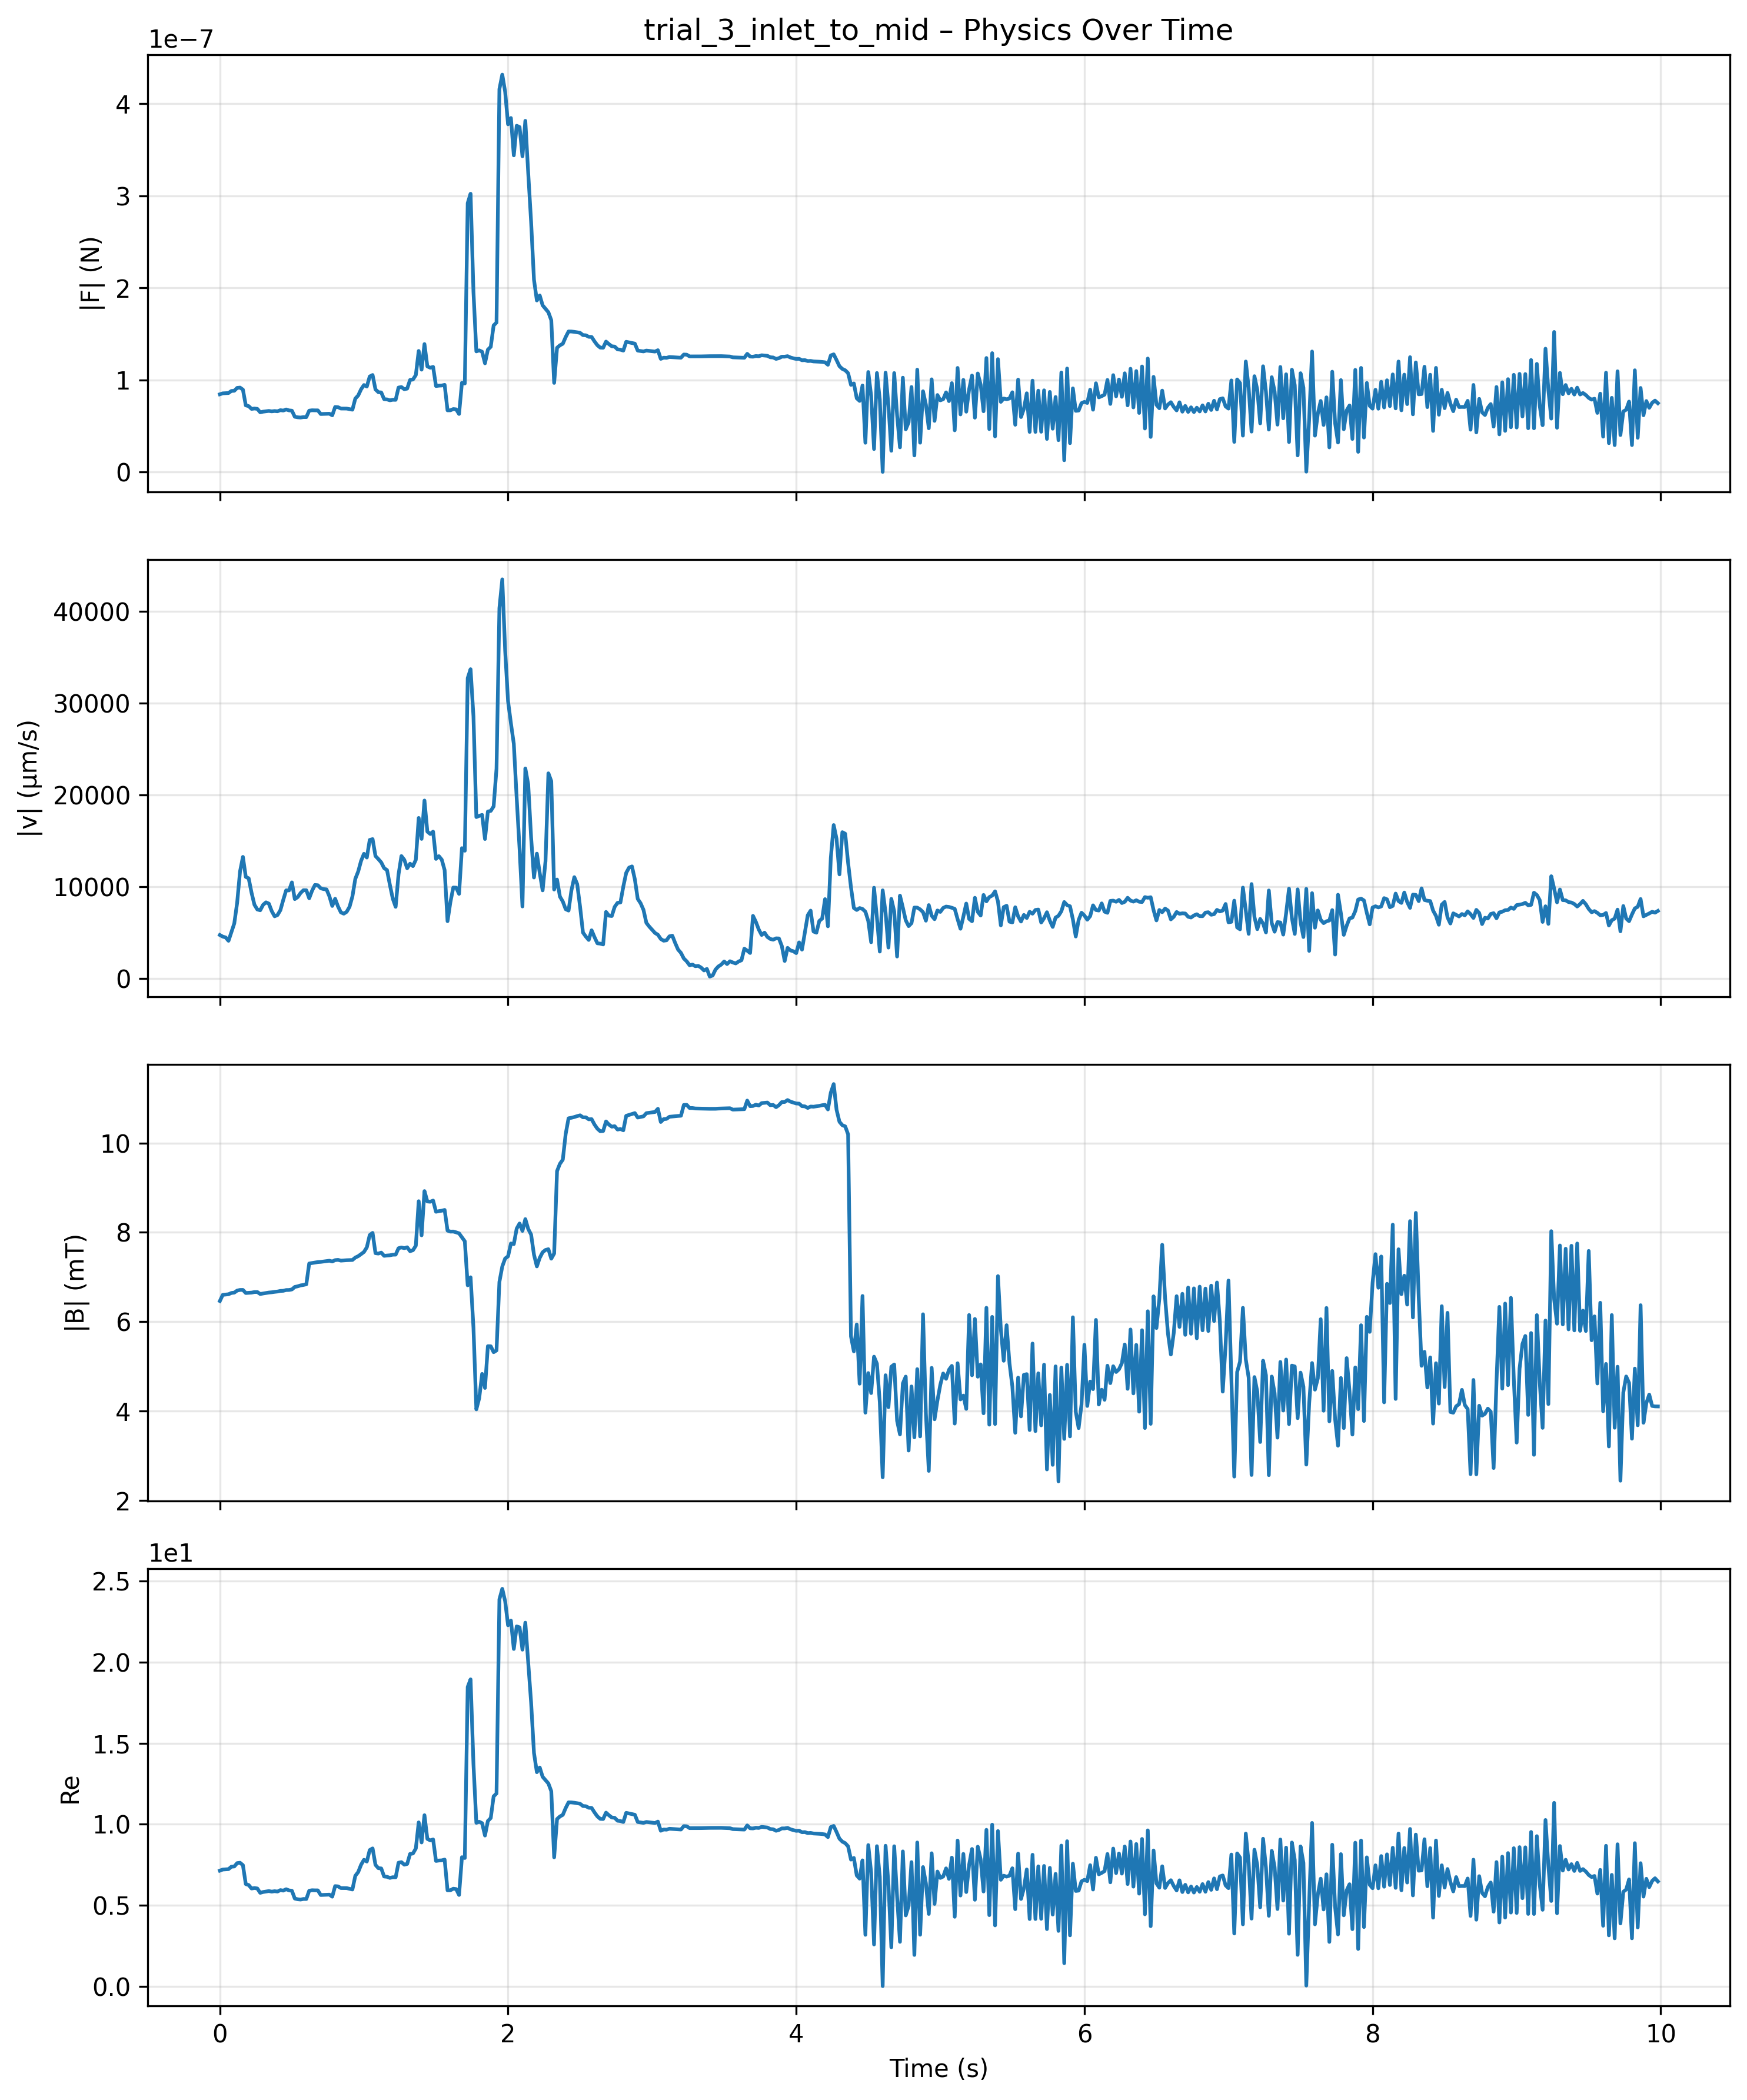 trial_3_inlet_to_mid – Physics Over Time
1e−7
4
3
2
1
0
|F| (N)
40000
30000
20000
10000
0
|v| (μm/s)
10
8
6
4
2
|B| (mT)
1e1
2.5
2.0
1.5
1.0
0.5
0.0
Re
0 2 4 6 8 10
Time (s)